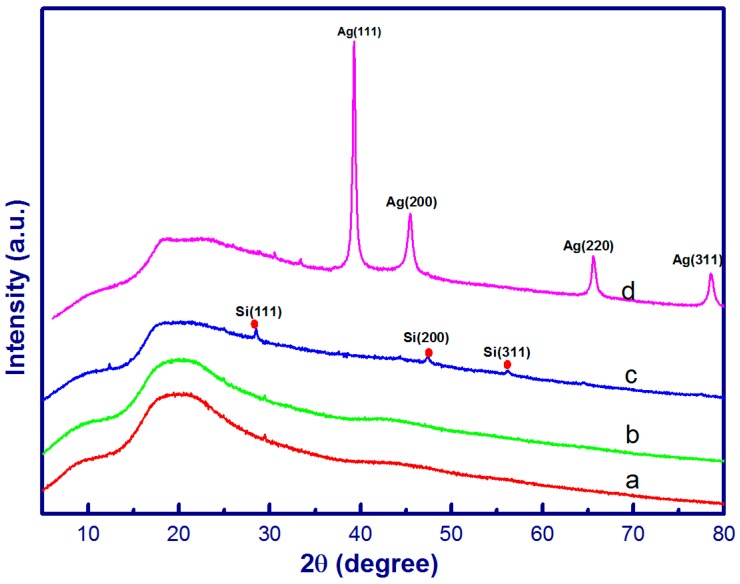 Ag(111)
Ag(200)
Ag(220)
Ag(311)
d
Si(111)
Si(200)
Si(311)
c
b
a
Intensity (a.u.)
10 20 30 40 50 60 70 80
2θ (degree)